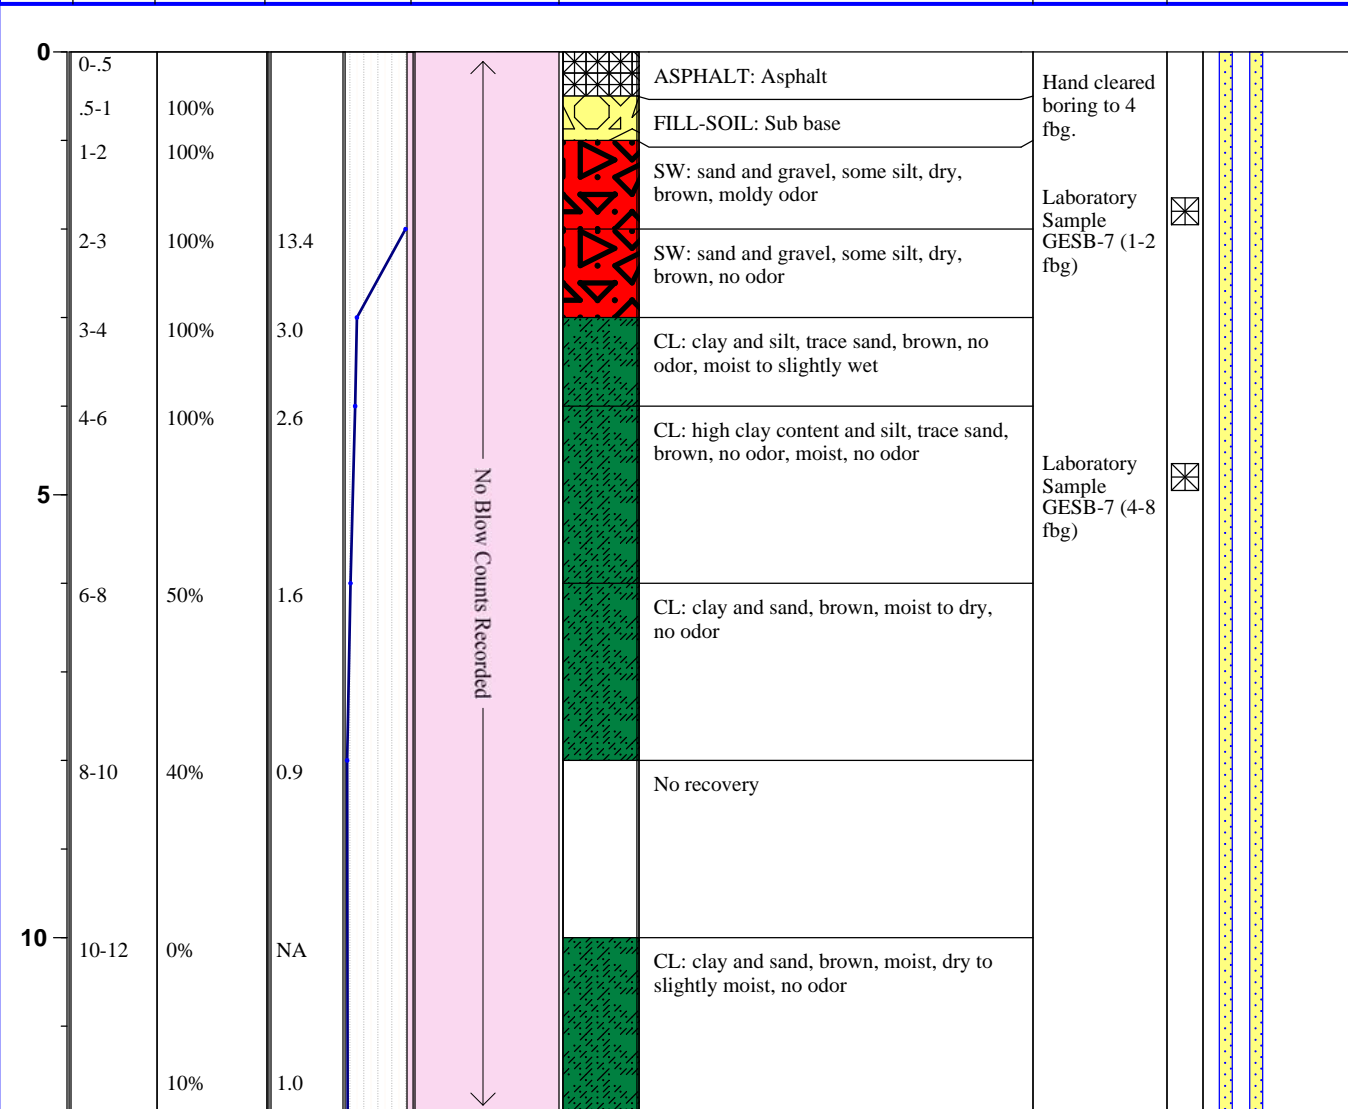 0
0-.5
ASPHALT: Asphalt
Hand cleared
boring to 4
fbg.
.5-1
100%
FILL-SOIL: Sub base
1-2
100%
SW: sand and gravel, some silt, dry,
brown, moldy odor
Laboratory
Sample
GESB-7 (1-2
fbg)
2-3
100%
13.4
SW: sand and gravel, some silt, dry,
brown, no odor
3-4
100%
3.0
CL: clay and silt, trace sand, brown, no
odor, moist to slightly wet
4-6
100%
2.6
CL: high clay content and silt, trace sand,
brown, no odor, moist, no odor
Laboratory
Sample
GESB-7 (4-8
fbg)
5
No Blow Counts Recorded
6-8
50%
1.6
CL: clay and sand, brown, moist to dry,
no odor
8-10
40%
0.9
No recovery
10
10-12
0%
NA
CL: clay and sand, brown, moist, dry to
slightly moist, no odor
10%
1.0